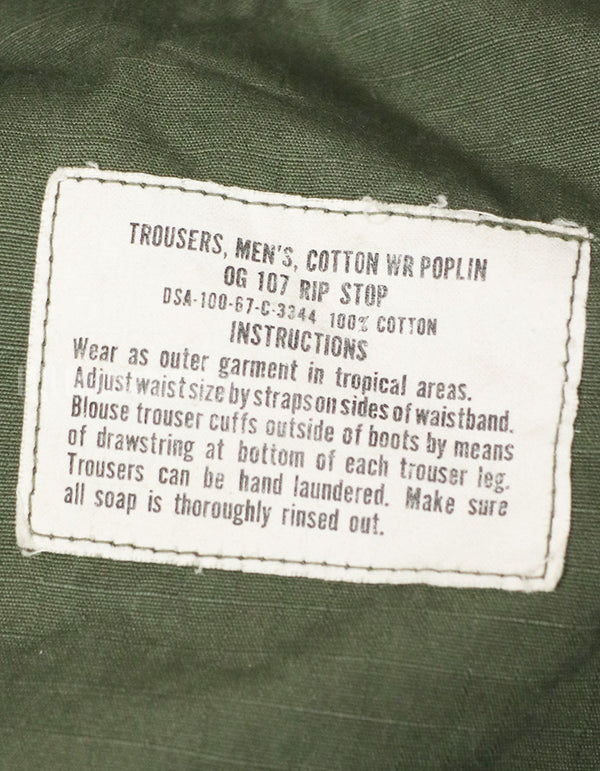 TROUSERS, MEN'S, COTTON WR POPLIN
OG 107 RIP STOP
DSA-100-67-C-3344 100% COTTON
INSTRUCTIONS
Wear as outer garment in tropical areas.
Adjust waist size by straps on sides of waistband.
Blouse trouser cuffs outside of boots by means
of drawstring at bottom of each trouser leg.
Trousers can be hand laundered. Make sure
all soap is thoroughly rinsed out.